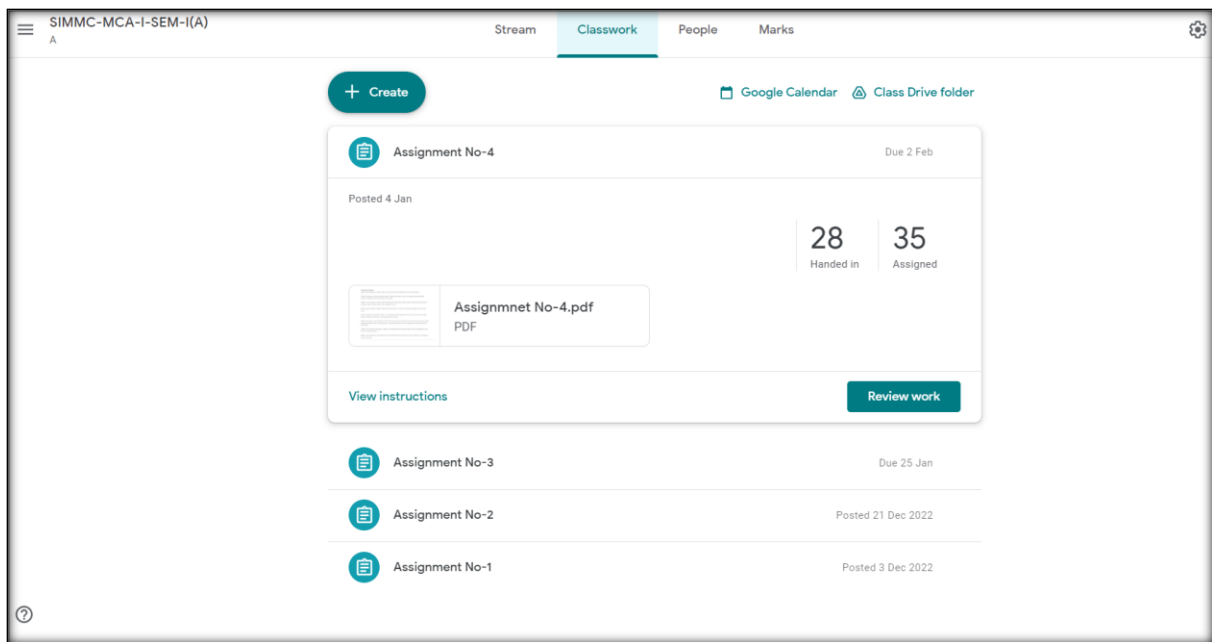 SIMMC-MCA-I-SEM-I(A)
A
Stream Classwork People Marks
Create
Google Calendar Class Drive folder
Assignment No-4 Due 2 Feb
Posted 4 Jan
28 35
Handed in Assigned
Assignmnet No-4.pdf
PDF
View instructions Review work
Assignment No-3 Due 25 Jan
Assignment No-2 Posted 21 Dec 2022
Assignment No-1 Posted 3 Dec 2022